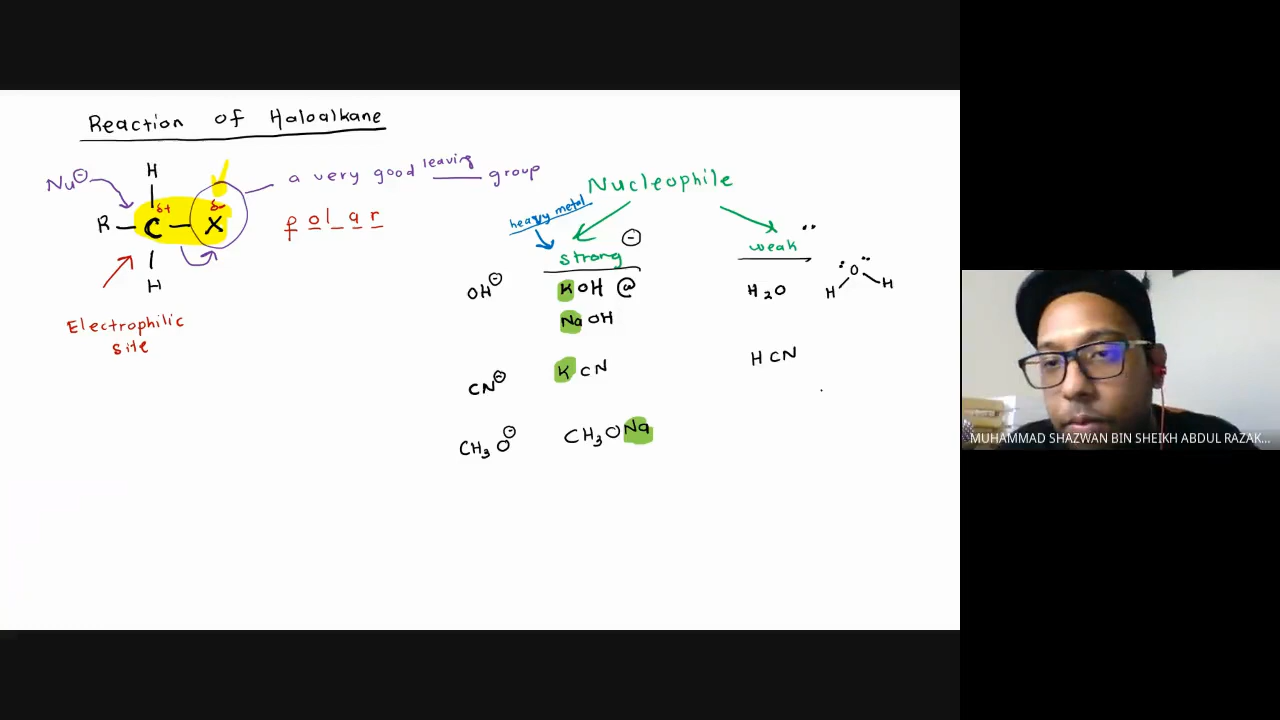 Reaction of Haloalkane
Nu⊖
H
R – C – X
δ+ δ-
H
a very good leaving group
polar
Electrophilic
site
Nucleophile
heavy metal
⊖
strong
weak
OH⊖ KOH @
NaOH
H2O
H O H
CN⊖ KCN
HCN
CH3O⊖ CH3ONa
MUHAMMAD SHAZWAN BIN SHEIKH ABDUL RAZAK...